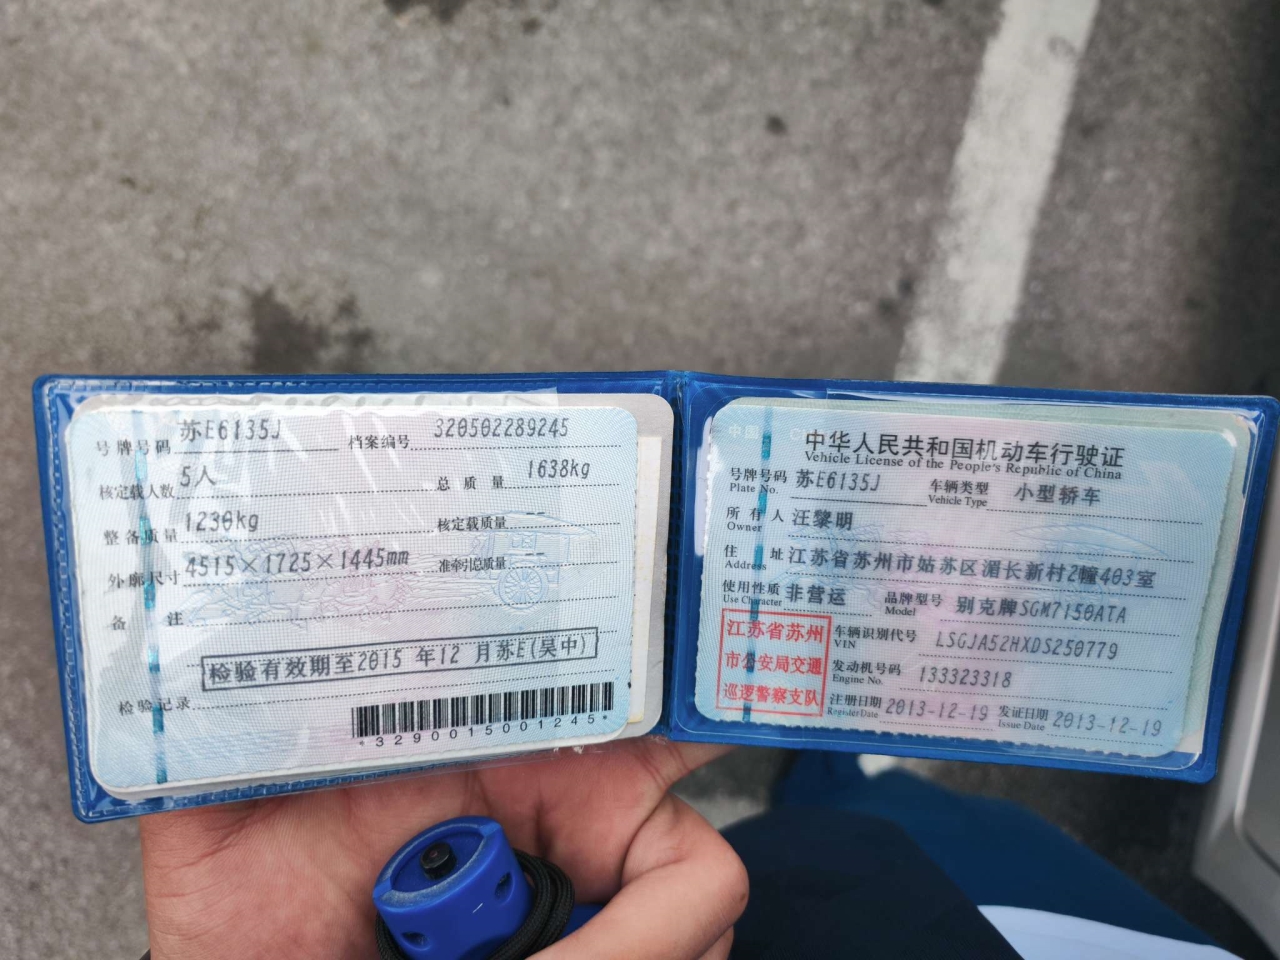 号牌号码 苏E6135J 档案编号 320502289245
核定载人数 5人 总质量 1638kg
整备质量 1230kg 核定载质量 --
外廓尺寸 4515×1725×1445mm 准牵引总质量 --
备注
检验有效期至2015 年12 月苏E(吴中)
检验记录
*3290015001245*
中国
中华人民共和国机动车行驶证
Vehicle License of the People's Republic of China
号牌号码 苏E6135J 车辆类型 小型轿车
Plate No. Vehicle Type
所有人 汪黎明
Owner
住址 江苏省苏州市姑苏区湄长新村2幢403室
Address
使用性质 非营运 品牌型号 别克牌SGM7150ATA
Use Character Model
江苏省苏州
市公安局交通
巡逻警察支队
车辆识别代号 LSGJA52HXDS250779
VIN
发动机号码 133323318
Engine No.
注册日期 2013-12-19 发证日期 2013-12-19
Register Date Issue Date